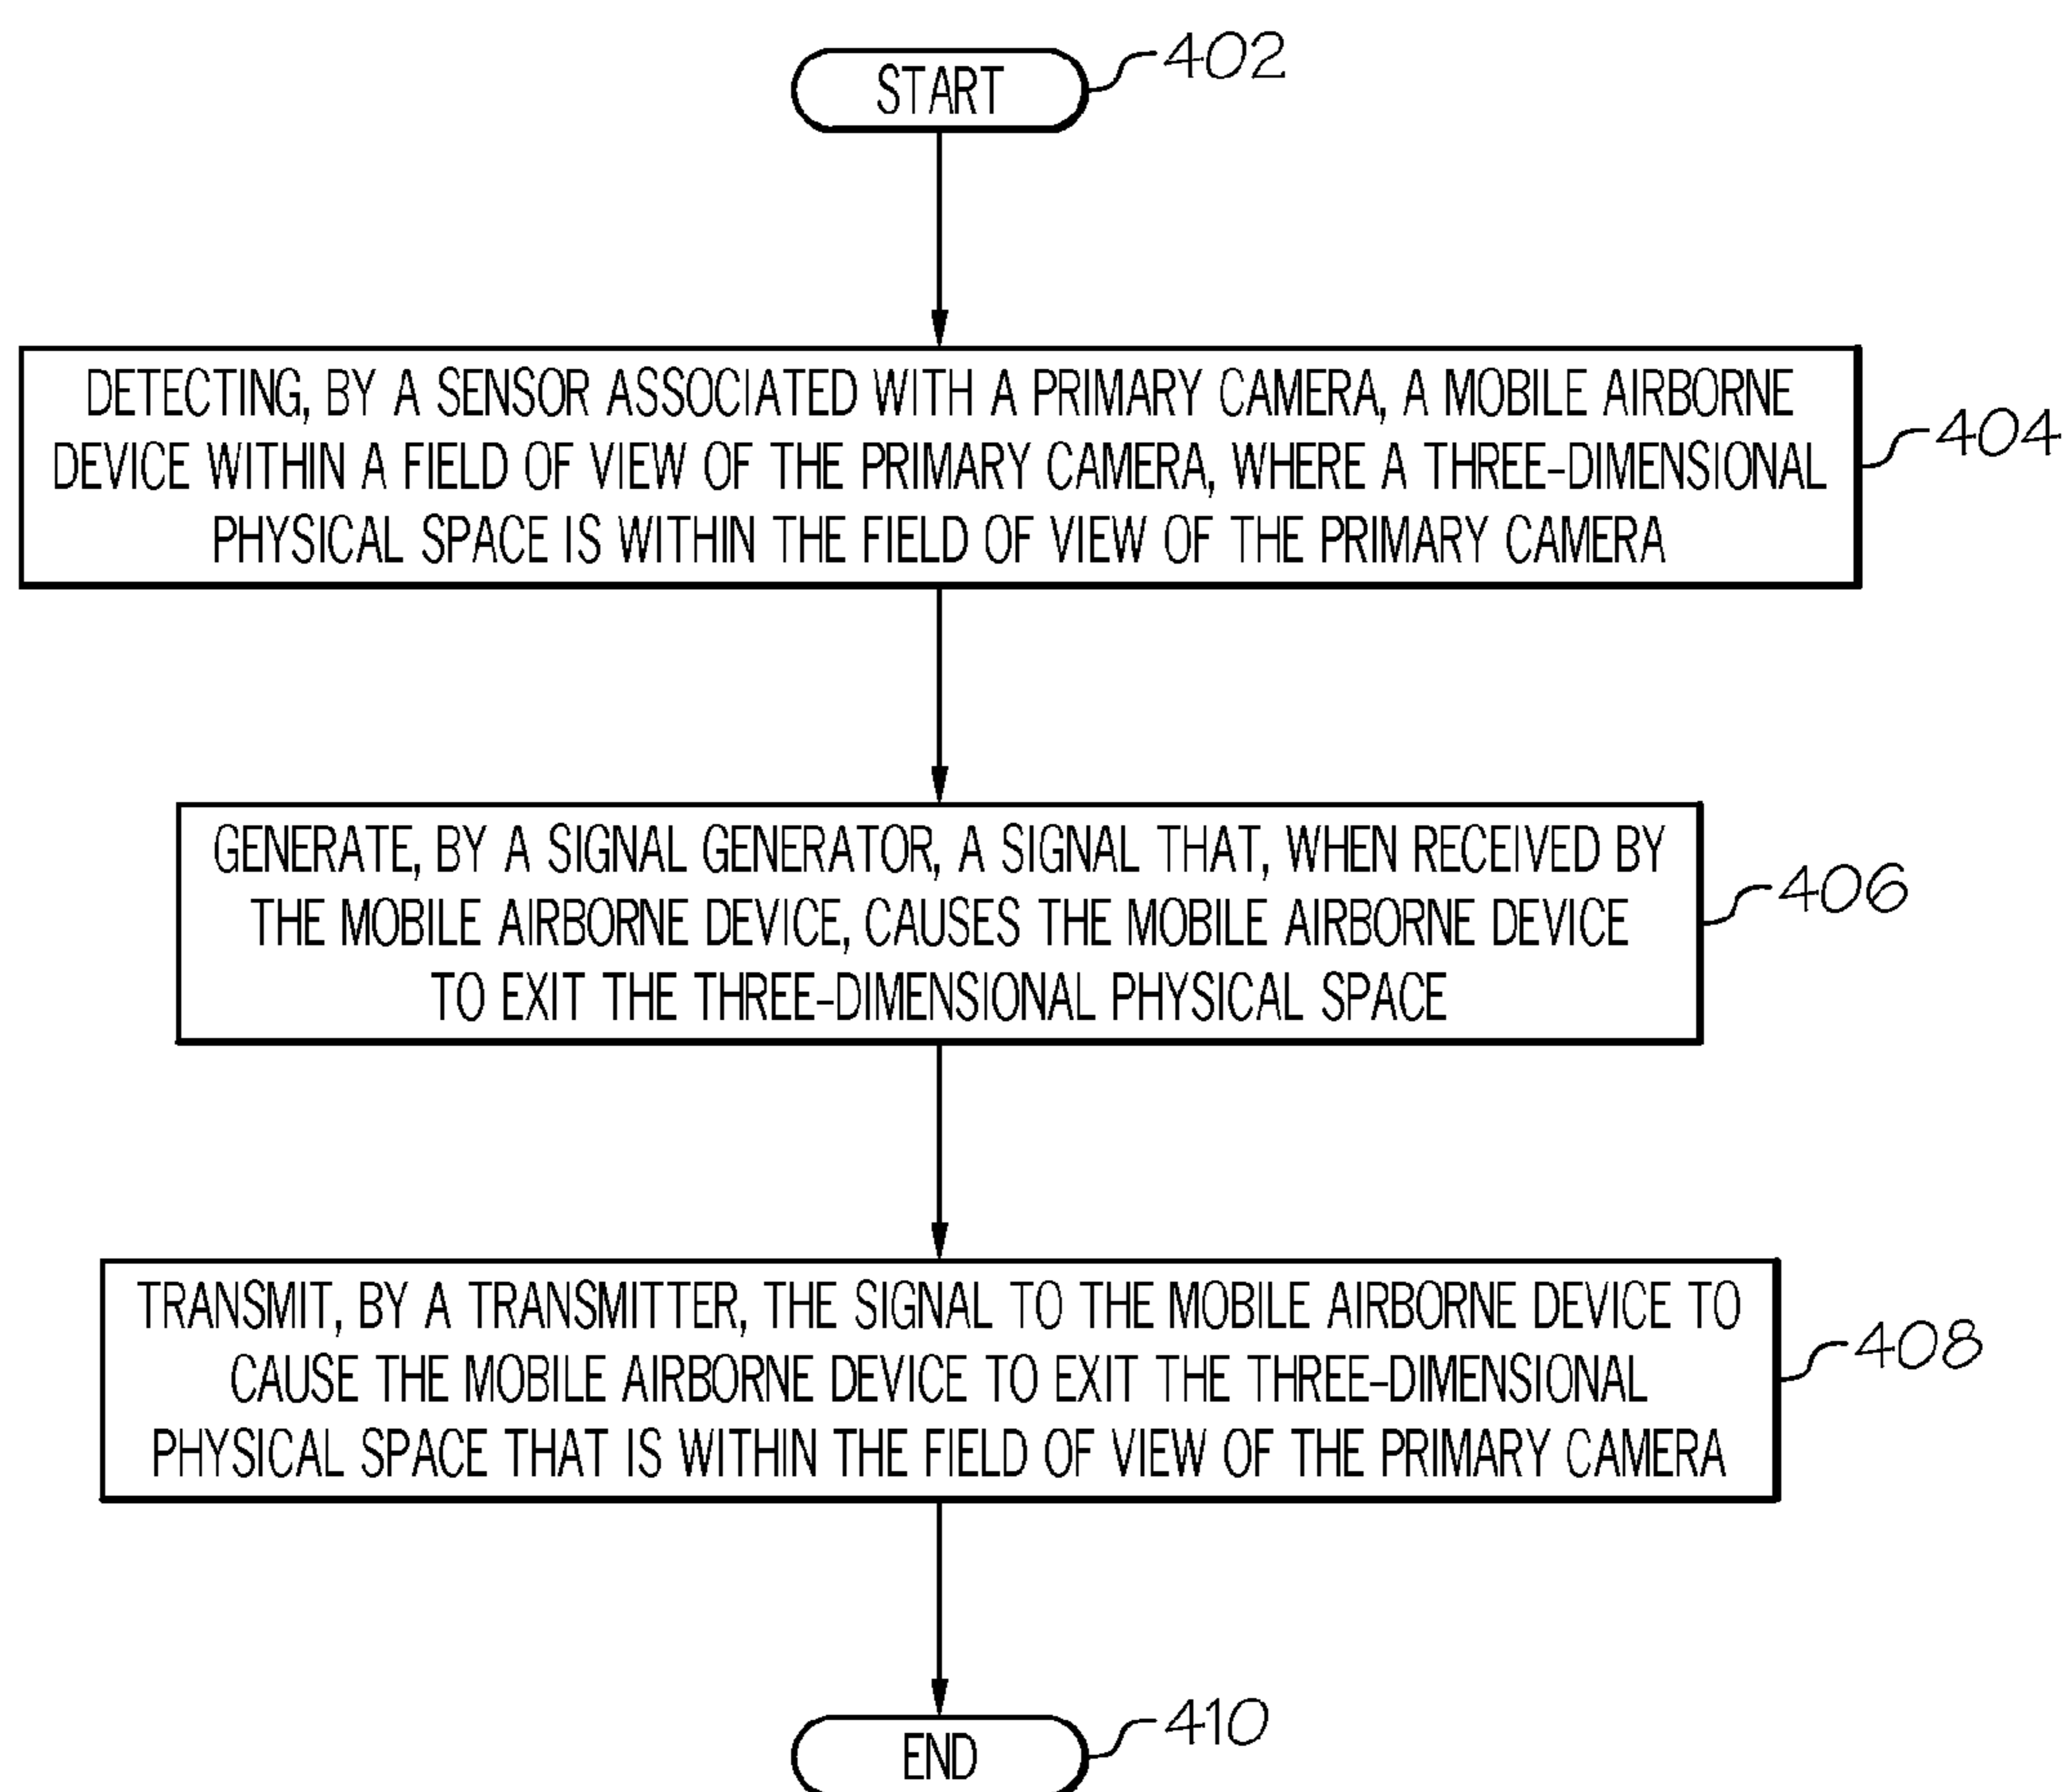 START
402
DETECTING, BY A SENSOR ASSOCIATED WITH A PRIMARY CAMERA, A MOBILE AIRBORNE
DEVICE WITHIN A FIELD OF VIEW OF THE PRIMARY CAMERA, WHERE A THREE-DIMENSIONAL
PHYSICAL SPACE IS WITHIN THE FIELD OF VIEW OF THE PRIMARY CAMERA
404
GENERATE, BY A SIGNAL GENERATOR, A SIGNAL THAT, WHEN RECEIVED BY
THE MOBILE AIRBORNE DEVICE, CAUSES THE MOBILE AIRBORNE DEVICE
TO EXIT THE THREE-DIMENSIONAL PHYSICAL SPACE
406
TRANSMIT, BY A TRANSMITTER, THE SIGNAL TO THE MOBILE AIRBORNE DEVICE TO
CAUSE THE MOBILE AIRBORNE DEVICE TO EXIT THE THREE-DIMENSIONAL
PHYSICAL SPACE THAT IS WITHIN THE FIELD OF VIEW OF THE PRIMARY CAMERA
408
END
410